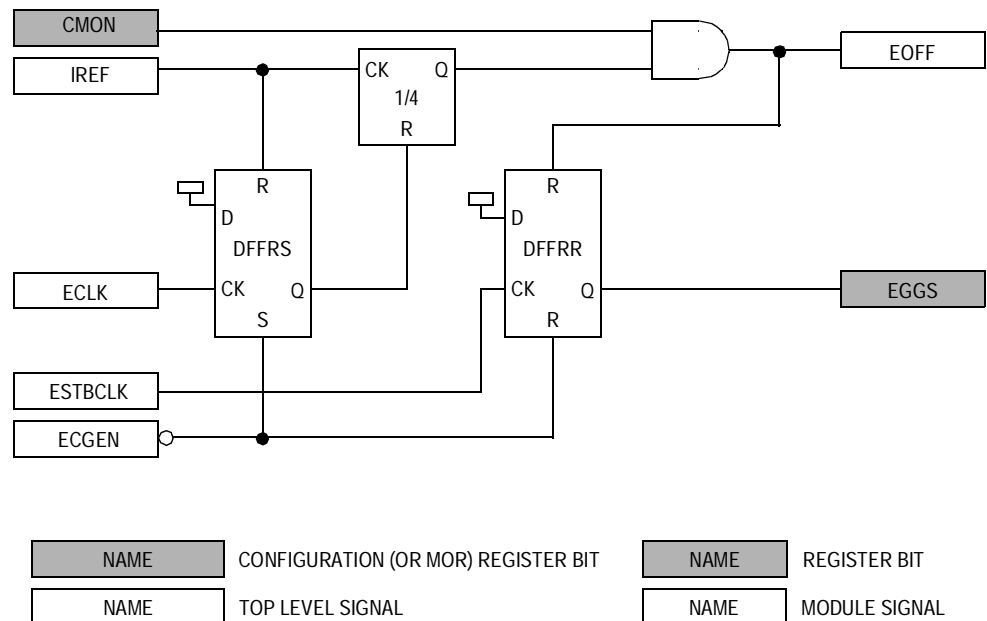 CMON
IREF
CK Q
1/4
R
EOFF
R
D
DFFRS
CK Q
S
R
D
DFFRR
CK Q
R
ECLK
EGGS
ESTBCLK
ECGEN
NAME CONFIGURATION (OR MOR) REGISTER BIT
NAME REGISTER BIT
NAME TOP LEVEL SIGNAL
NAME MODULE SIGNAL